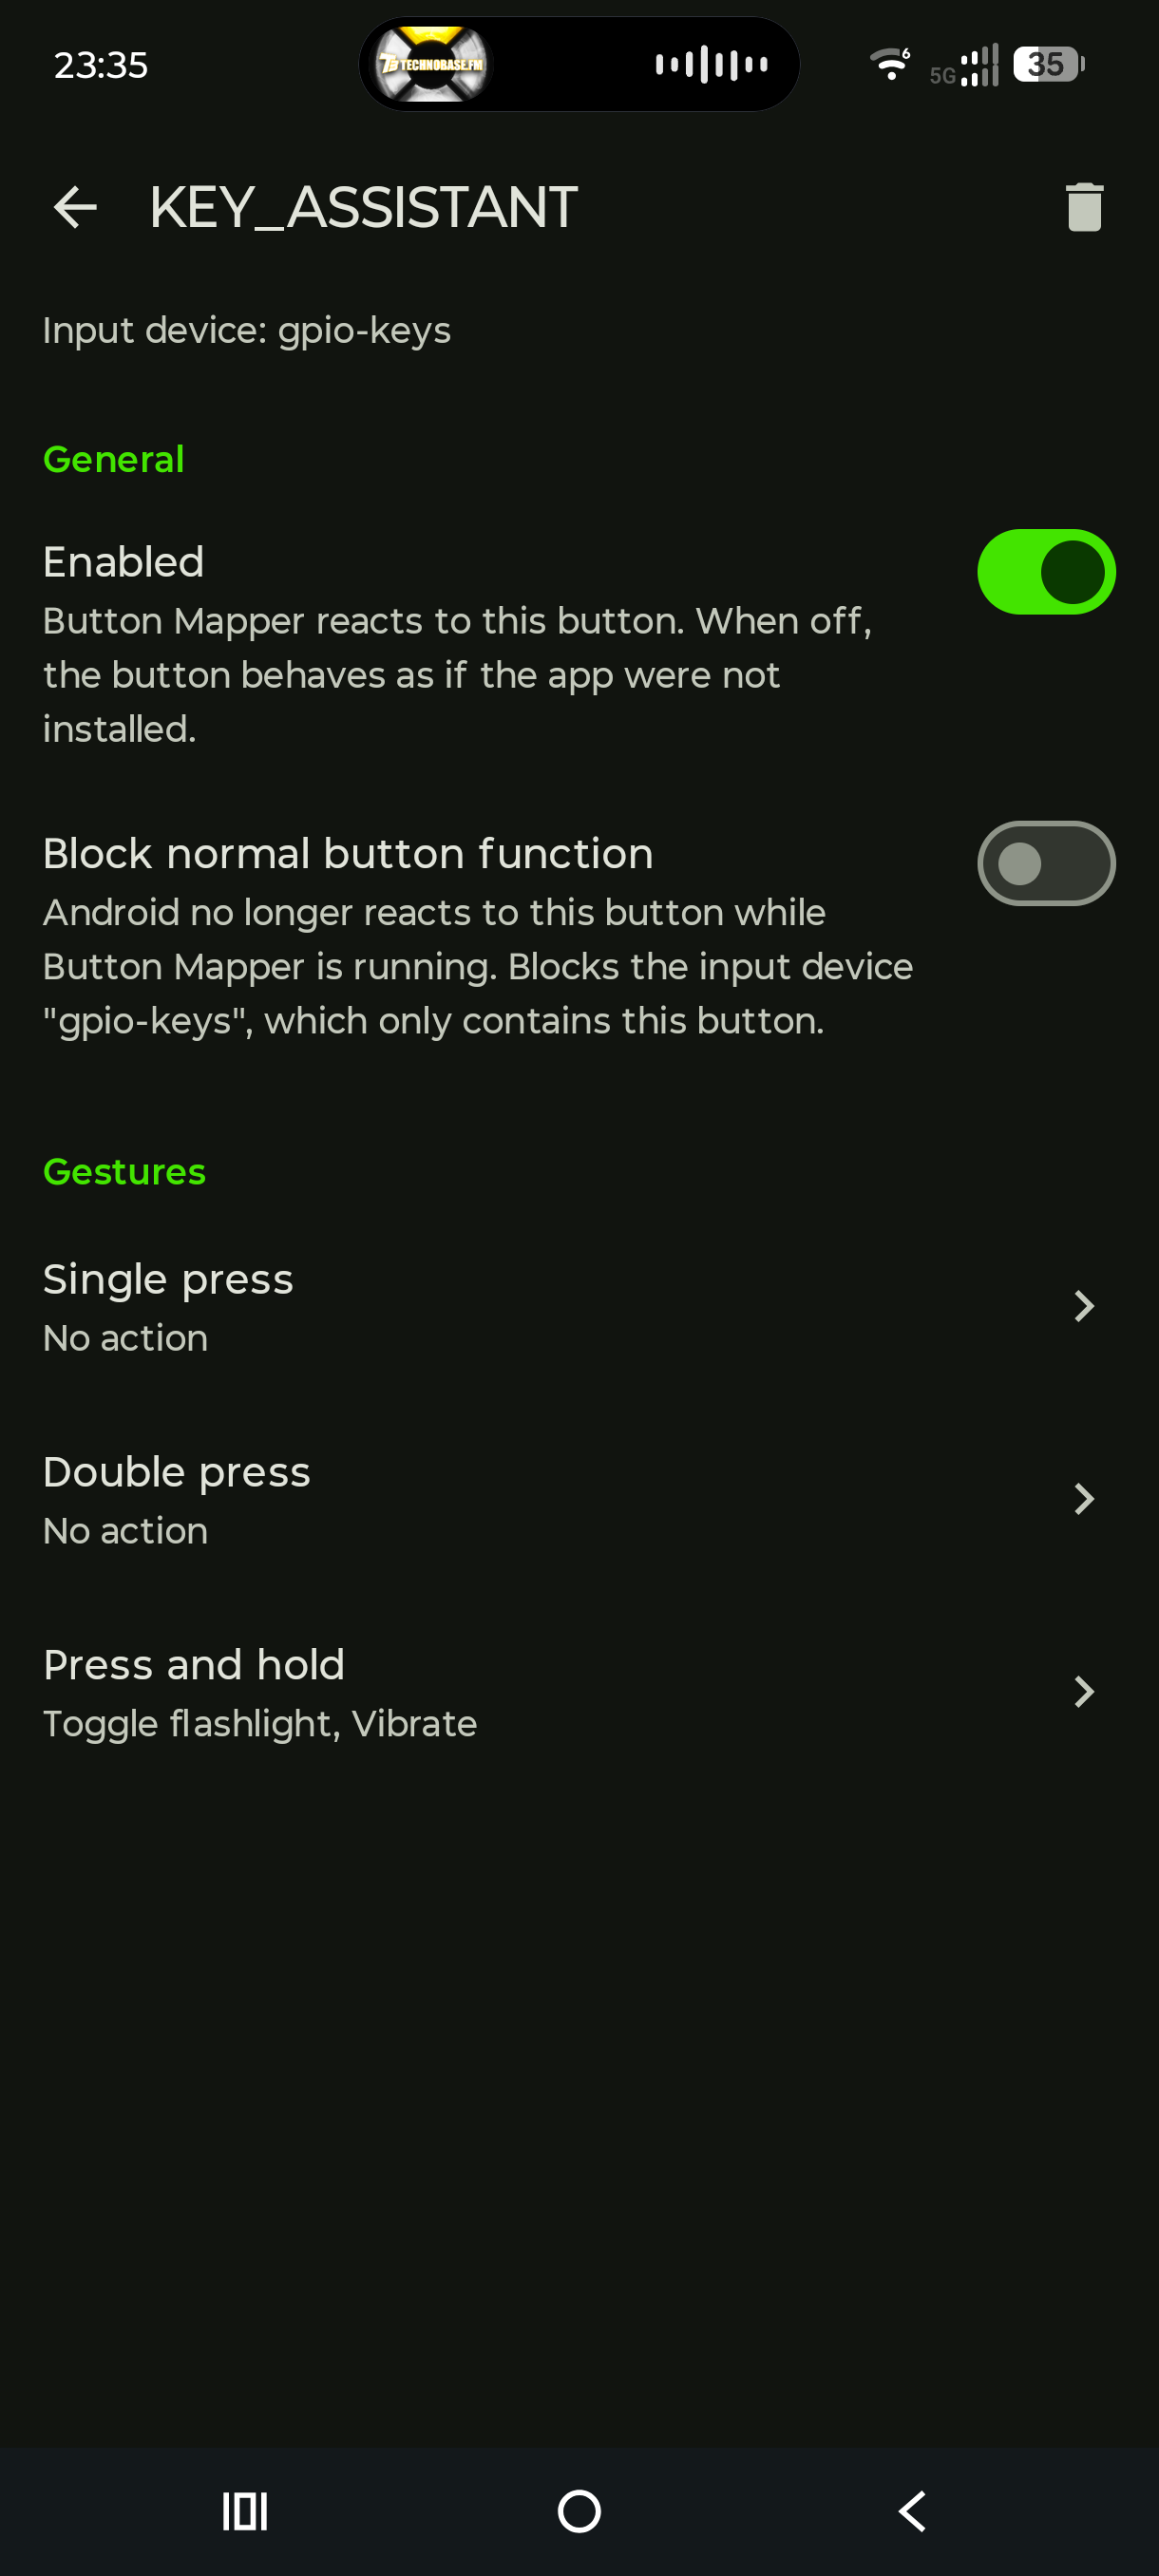 23:35
TB TECHNOBASE.FM
6
5G
35
KEY_ASSISTANT
Input device: gpio-keys
General
Enabled
Button Mapper reacts to this button. When off,
the button behaves as if the app were not
installed.
Block normal button function
Android no longer reacts to this button while
Button Mapper is running. Blocks the input device
"gpio-keys", which only contains this button.
Gestures
Single press
No action
Double press
No action
Press and hold
Toggle flashlight, Vibrate